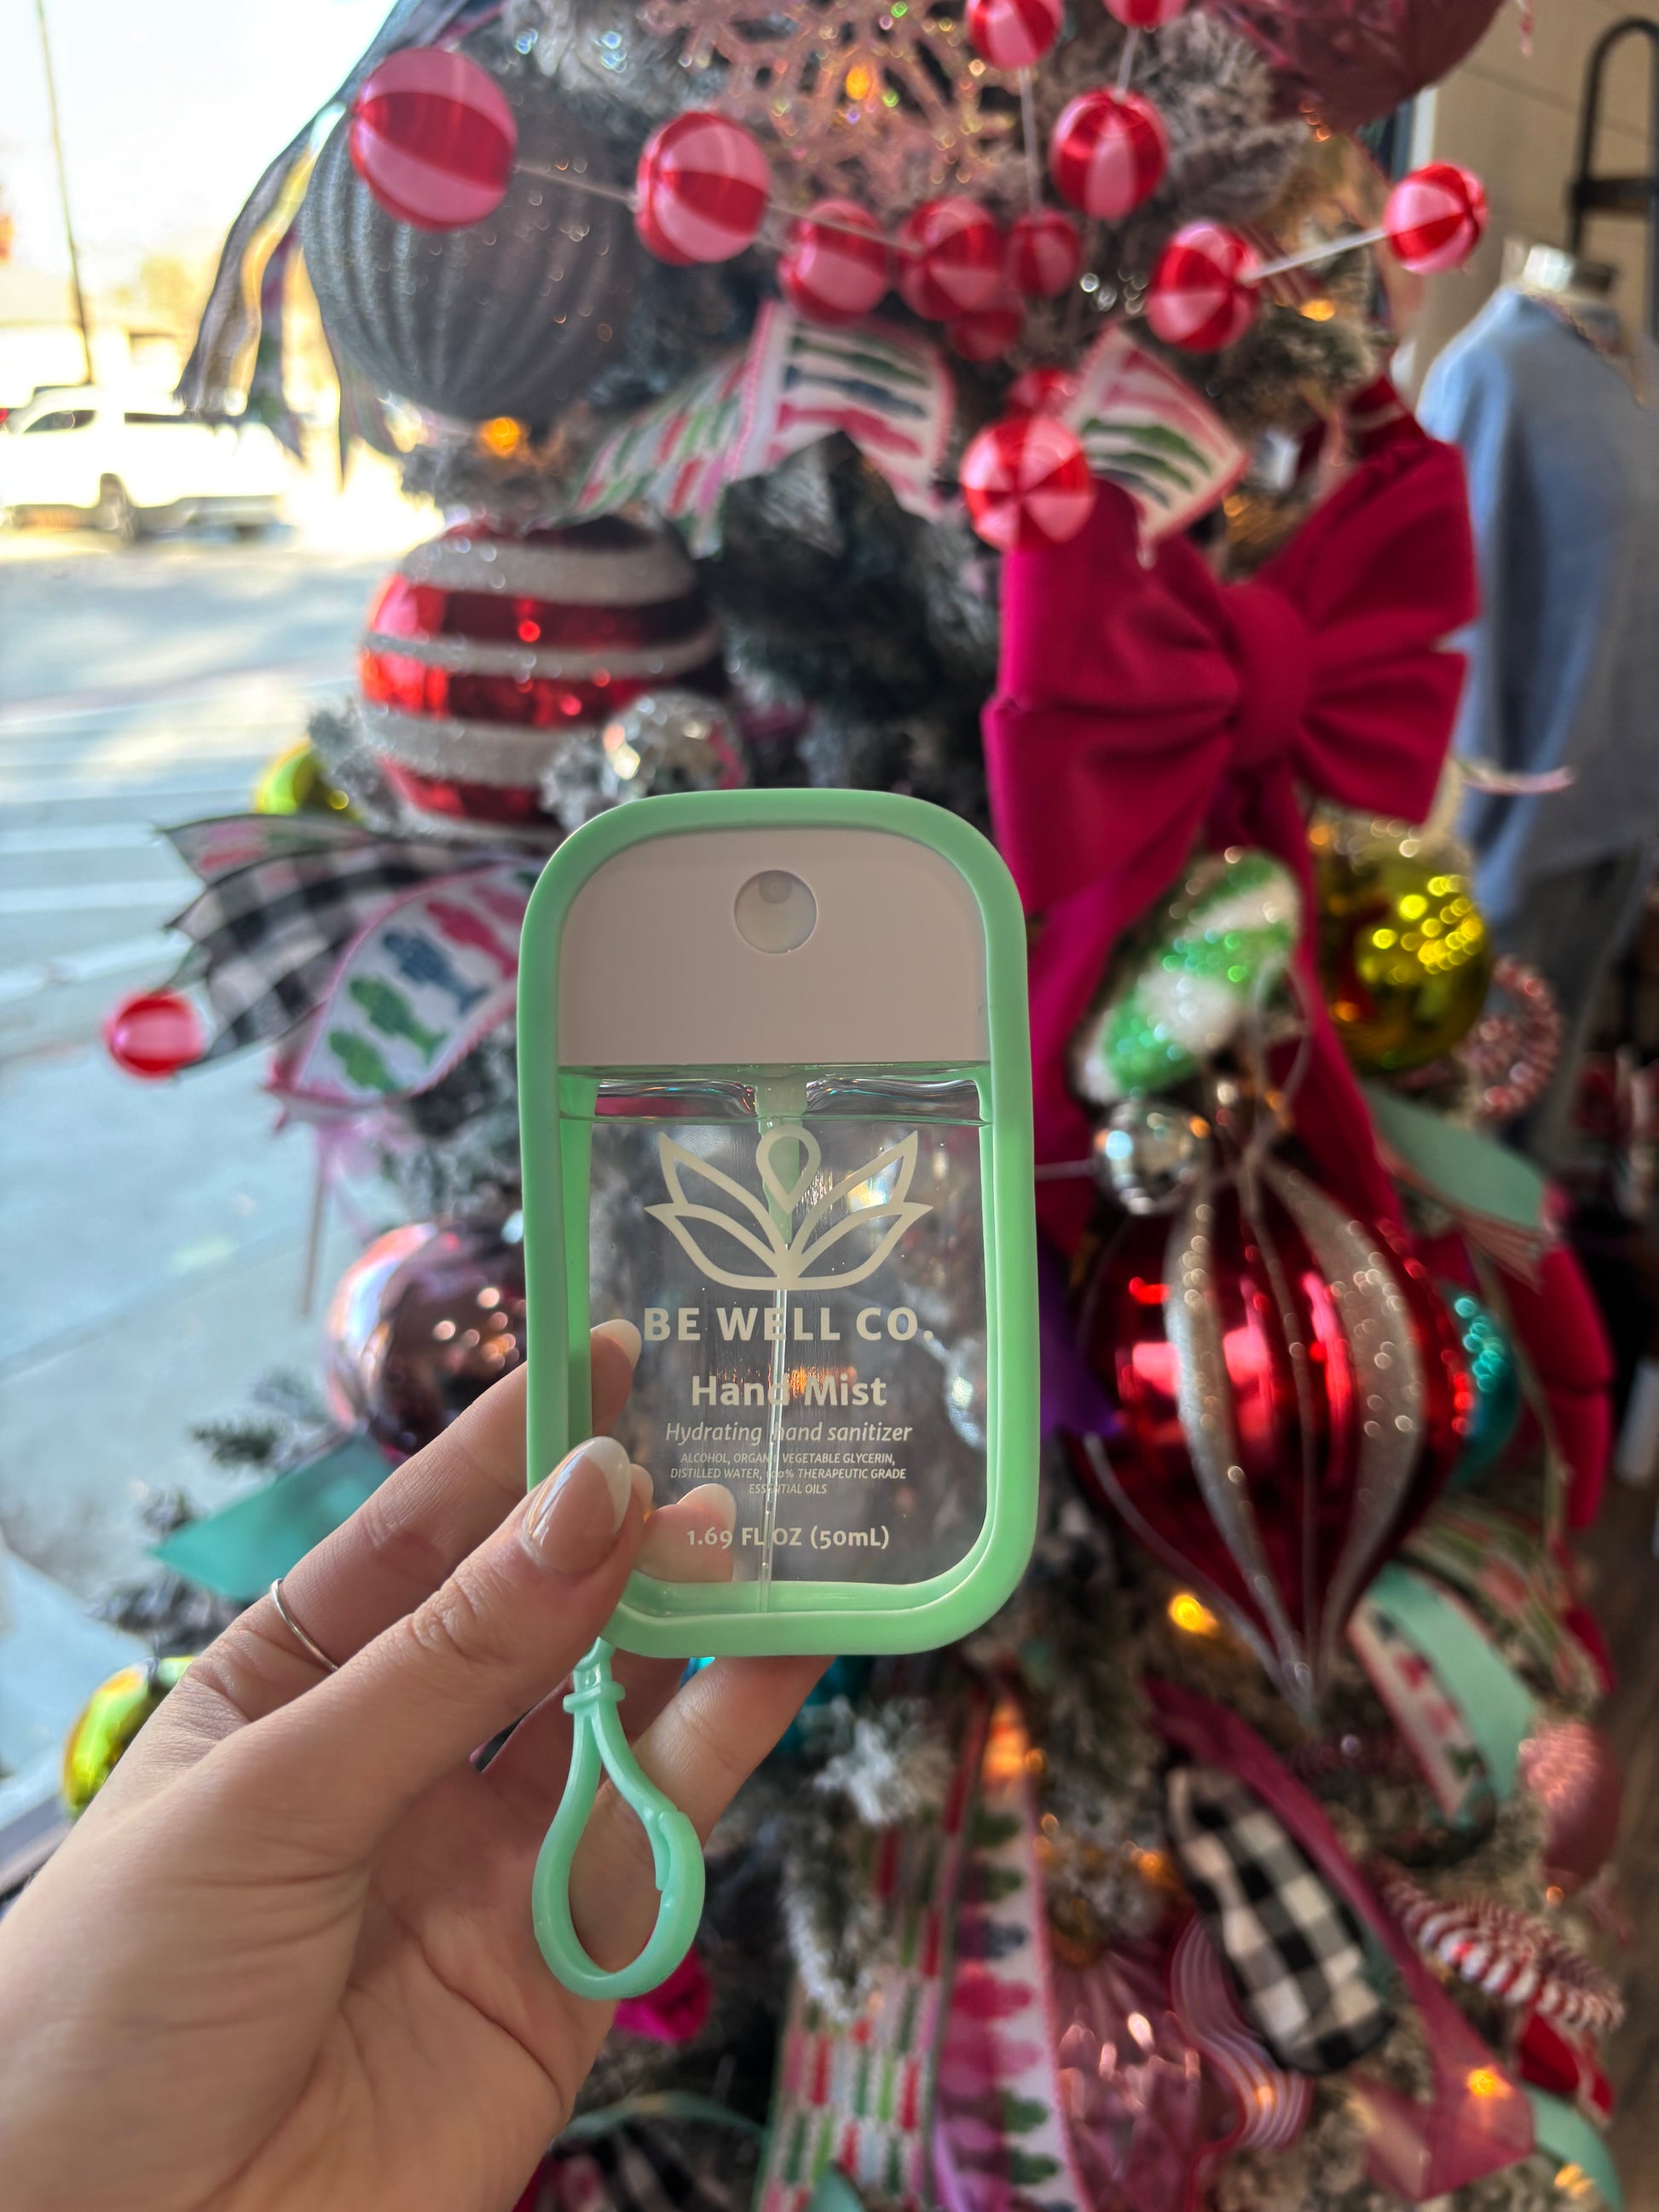 BE WELL CO.
Hand Mist
Hydrating hand sanitizer
ALCOHOL, ORGANIC VEGETABLE GLYCERIN,
DISTILLED WATER, 100% THERAPEUTIC GRADE
ESSENTIAL OILS
1.69 FL OZ (50mL)